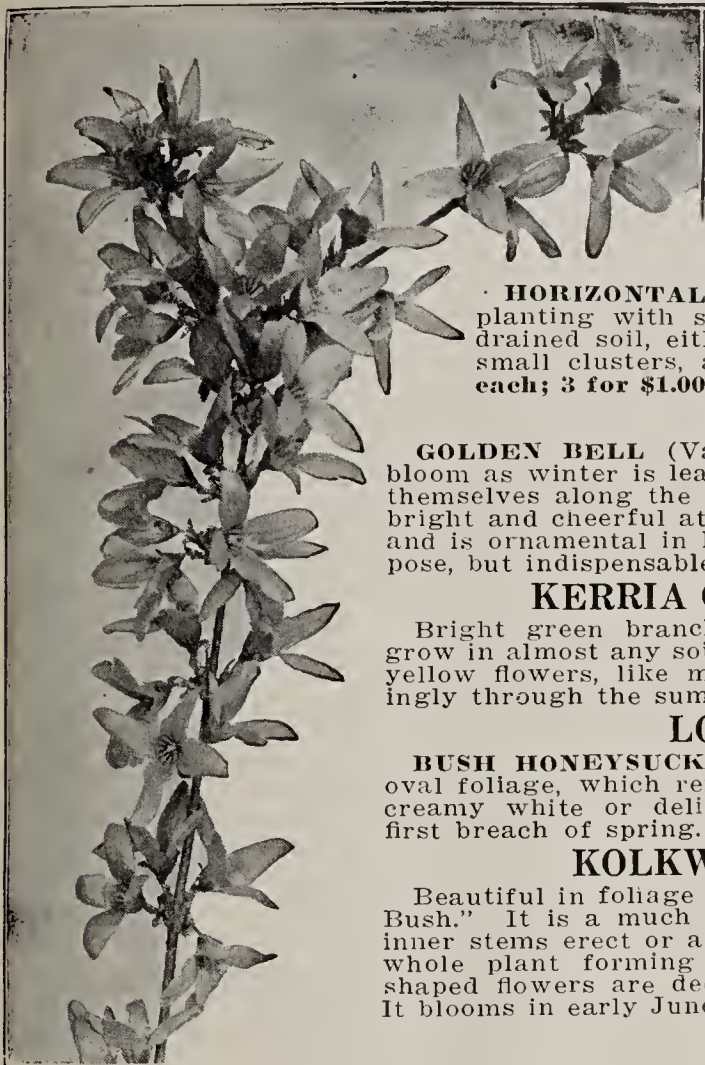 HORIZONTAL
planting with s
drained soil, eit
small clusters, a
each; 3 for $1.00
GOLDEN BELL (Va
bloom as winter is lea
themselves along the
bright and cheerful at
and is ornamental in
pose, but indispensable
KERRIA
Bright green branc
grow in almost any soi
yellow flowers, like m
ingly through the sum
LO
BUSH HONEYSUCK
oval foliage, which re
creamy white or deli
first breach of spring.
KOLKW
Beautiful in foliage
Bush." It is a much
inner stems erect or a
whole plant forming
shaped flowers are de
It blooms in early June